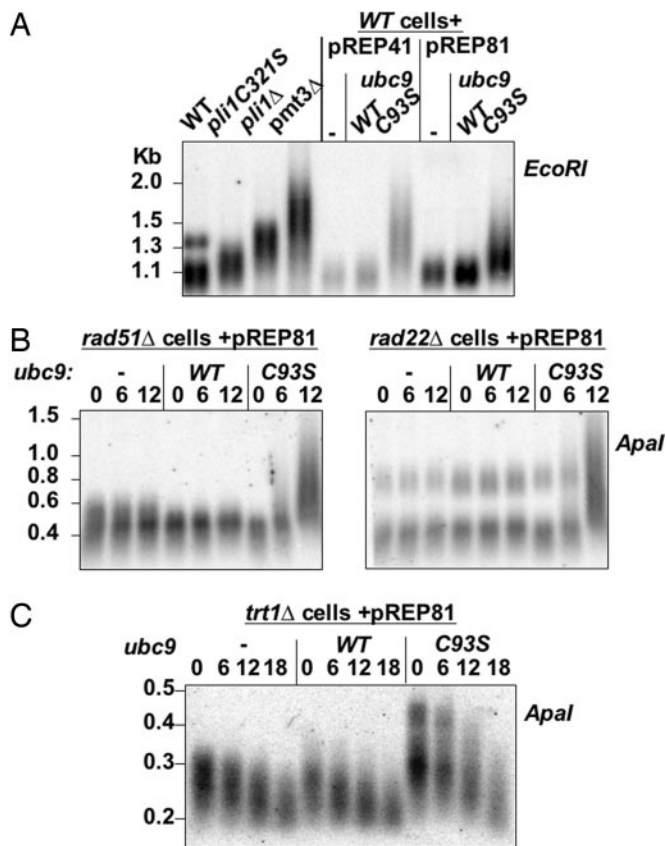 A
WT cells+
pREP41 pREP81
ubc9 ubc9
WT pli1C321S pli1Δ pmt3Δ - WT C93S - WT C93S
Kb
2.0
1.5
1.3
1.1
EcoRI
B
rad51Δ cells +pREP81
ubc9: - WT C93S
0 6 12 0 6 12 0 6 12
1.5
1.0
0.8
0.6
0.4
rad22Δ cells +pREP81
- WT C93S
0 6 12 0 6 12 0 6 12
ApaI
C
trt1Δ cells +pREP81
ubc9 - WT C93S
0 6 12 18 0 6 12 18 0 6 12 18
0.5
0.4
0.3
0.2
ApaI